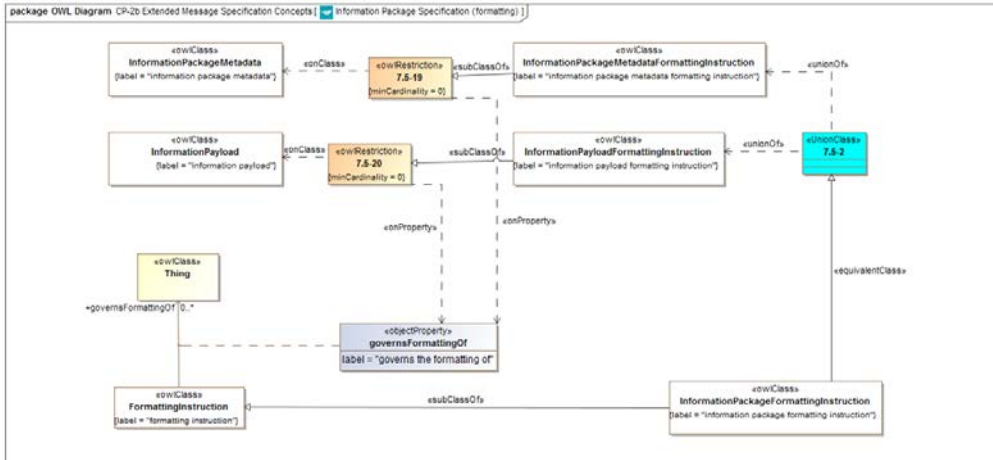 package OWL Diagram CP-2b Extended Message Specification Concepts [ Information Package Specification (formatting) ]
«owlClass»
InformationPackageMetadata
{label = "information package metadata"}
«onClass»
«owlRestriction»
7.5-19
{minCardinality = 0}
«subClassOf»
«owlClass»
InformationPackageMetadataFormattingInstruction
{label = "information package metadata formatting instruction"}
«unionOf»
«owlClass»
InformationPayload
{label = "information payload"}
«onClass»
«owlRestriction»
7.5-20
{minCardinality = 0}
«subClassOf»
«owlClass»
InformationPayloadFormattingInstruction
{label = "information payload formatting instruction"}
«unionOf»
«UnionClass»
7.5-2
«onProperty»
«onProperty»
«owlClass»
Thing
«equivalentClass»
+governsFormattingOf 0..*
«objectProperty»
governsFormattingOf
label = "governs the formatting of"
«owlClass»
FormattingInstruction
{label = "formatting instruction"}
«subClassOf»
«owlClass»
InformationPackageFormattingInstruction
{label = "information package formatting instruction"}